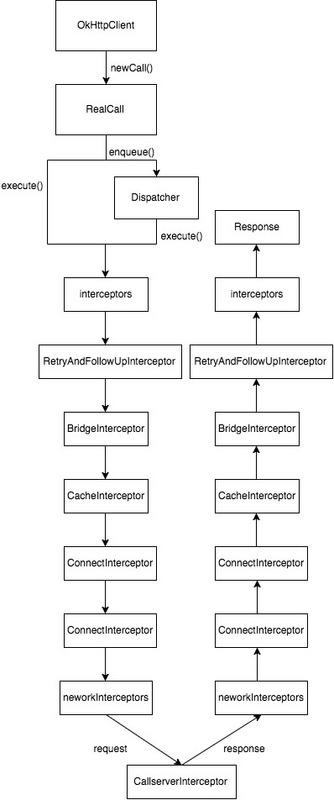 OkHttpClient
newCall()
RealCall
enqueue()
execute()
Dispatcher
execute()
Response
interceptors
interceptors
RetryAndFollowUpInterceptor
RetryAndFollowUpInterceptor
BridgeInterceptor
BridgeInterceptor
CacheInterceptor
CacheInterceptor
ConnectInterceptor
ConnectInterceptor
ConnectInterceptor
ConnectInterceptor
neworkInterceptors
neworkInterceptors
request
response
CallserverInterceptor